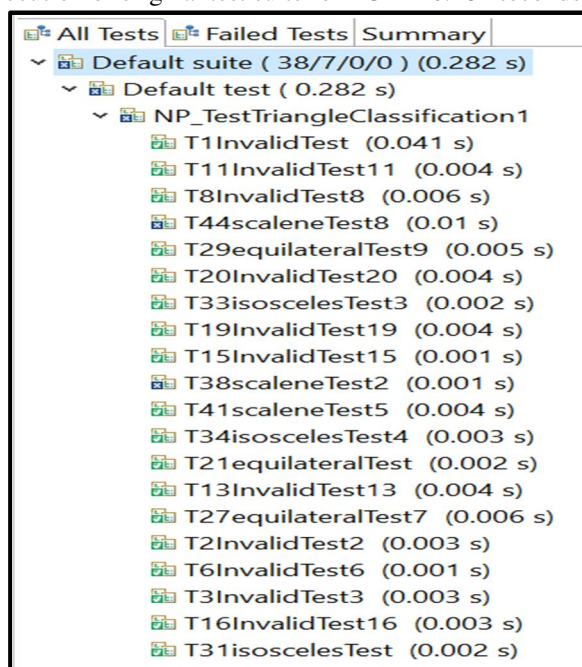 All Tests Failed Tests Summary
Default suite ( 38/7/0/0 ) (0.282 s)
Default test ( 0.282 s)
NP_TestTriangleClassification1
T1InvalidTest (0.041 s)
T11InvalidTest11 (0.004 s)
T8InvalidTest8 (0.006 s)
T44scaleneTest8 (0.01 s)
T29equilateralTest9 (0.005 s)
T20InvalidTest20 (0.004 s)
T33isoscelesTest3 (0.002 s)
T19InvalidTest19 (0.004 s)
T15InvalidTest15 (0.001 s)
T38scaleneTest2 (0.001 s)
T41scaleneTest5 (0.004 s)
T34isoscelesTest4 (0.003 s)
T21equilateralTest (0.002 s)
T13InvalidTest13 (0.004 s)
T27equilateralTest7 (0.006 s)
T2InvalidTest2 (0.003 s)
T6InvalidTest6 (0.001 s)
T3InvalidTest3 (0.003 s)
T16InvalidTest16 (0.003 s)
T31isoscelesTest (0.002 s)